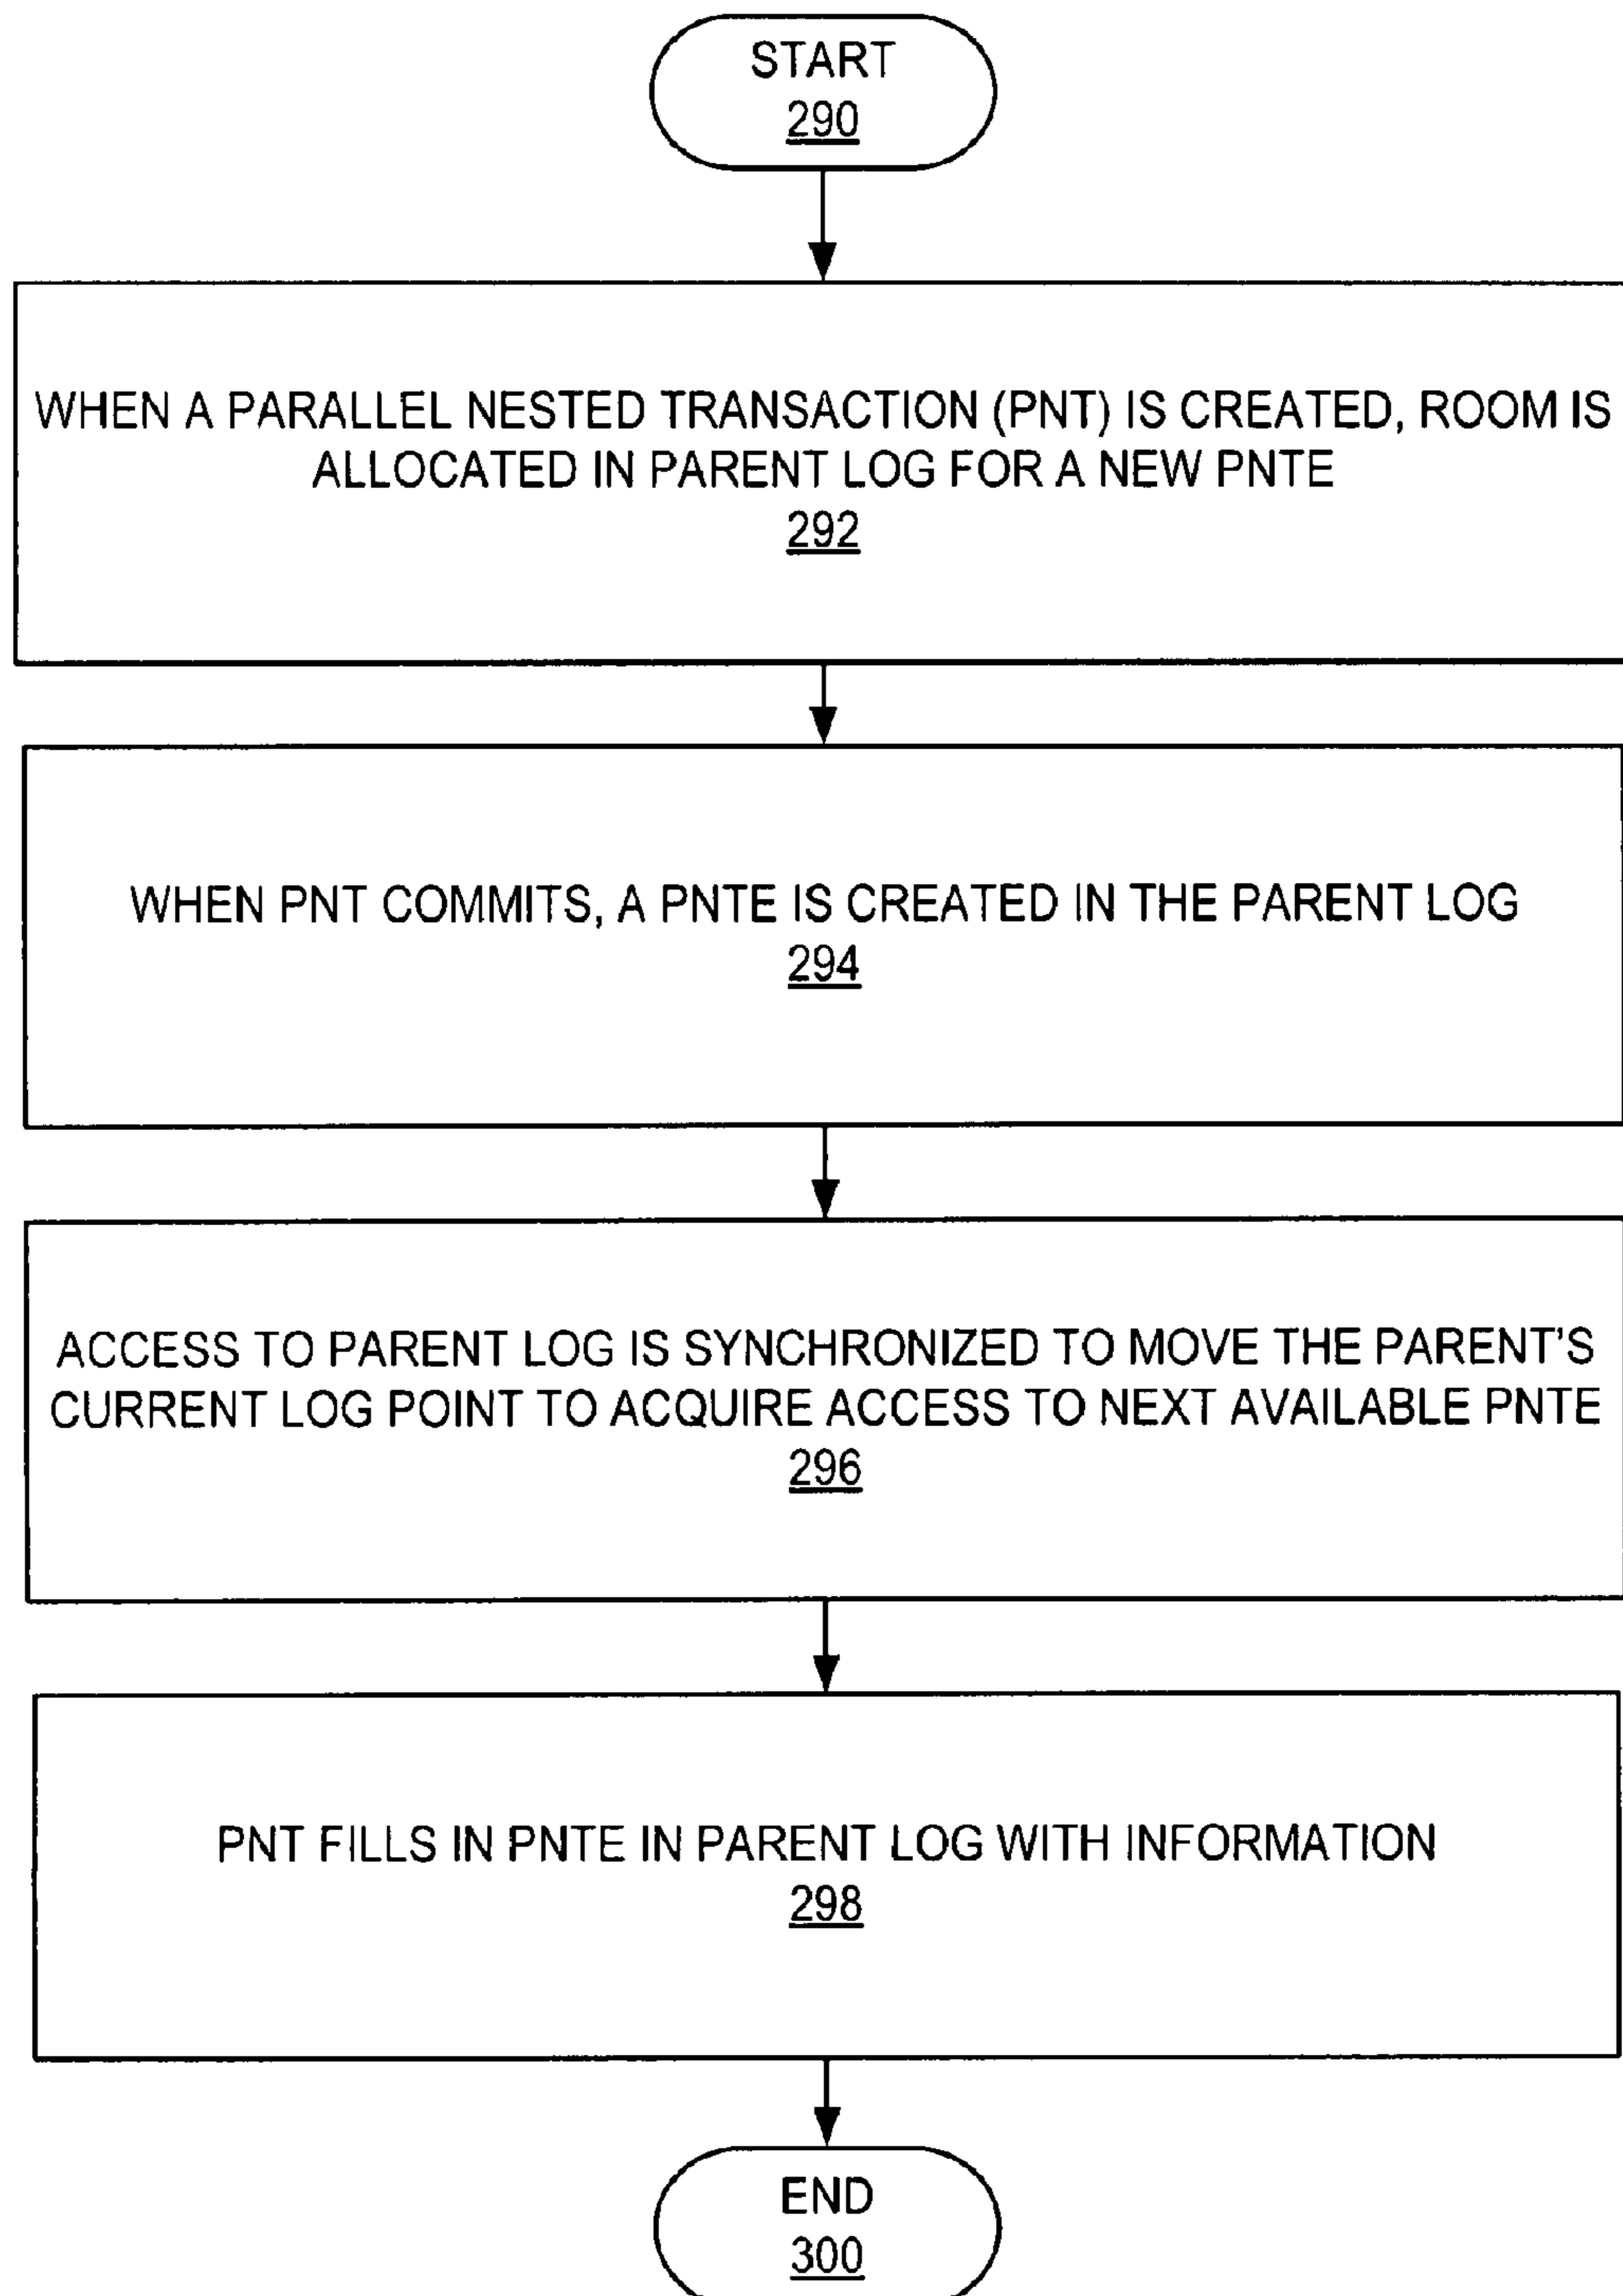 START
290
WHEN A PARALLEL NESTED TRANSACTION (PNT) IS CREATED, ROOM IS
ALLOCATED IN PARENT LOG FOR A NEW PNTE
292
WHEN PNT COMMITS, A PNTE IS CREATED IN THE PARENT LOG
294
ACCESS TO PARENT LOG IS SYNCHRONIZED TO MOVE THE PARENT'S
CURRENT LOG POINT TO ACQUIRE ACCESS TO NEXT AVAILABLE PNTE
296
PNT FILLS IN PNTE IN PARENT LOG WITH INFORMATION
298
END
300